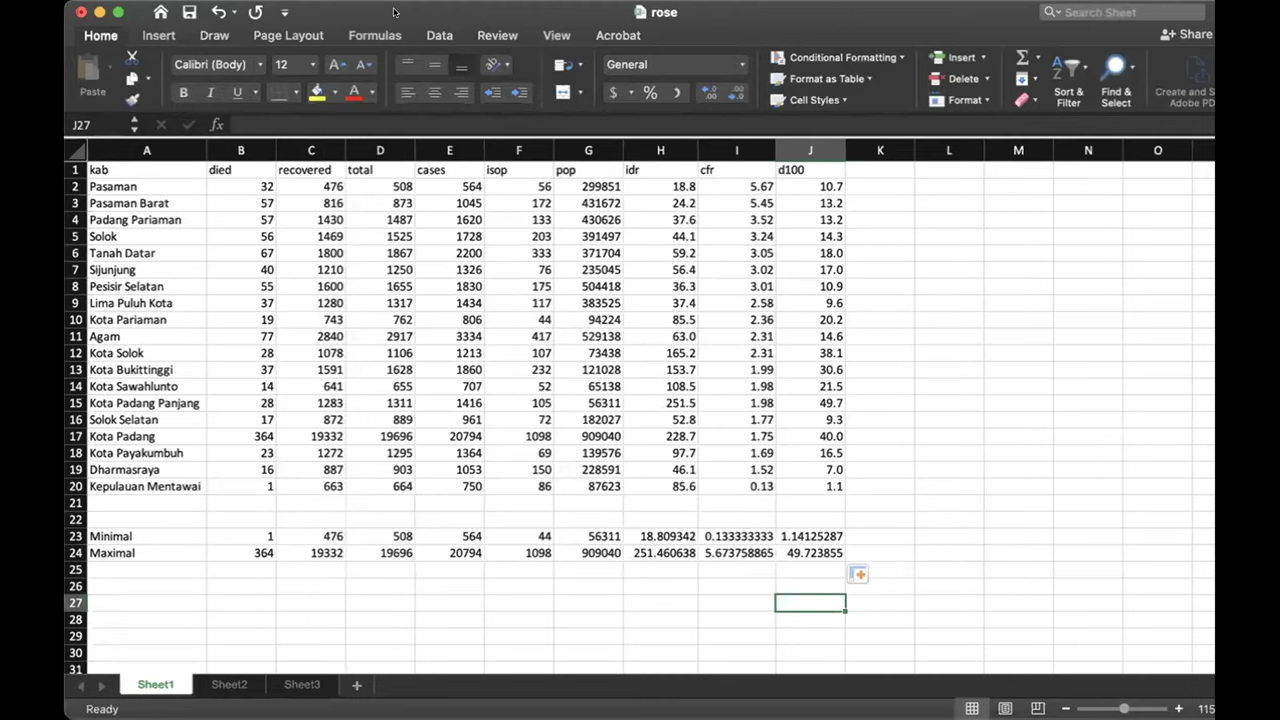 rose
Search Sheet
Home Insert Draw Page Layout Formulas Data Review View Acrobat Share
Paste Calibri (Body) 12 A A General Conditional Formatting Insert
Format as Table Delete
B I U A $ % Cell Styles Format Sort & Filter Find & Select Create and S Adobe PD
J27 fx
A B C D E F G H I J K L M N O
1 kab died recovered total cases isop pop idr cfr d100
2 Pasaman 32 476 508 564 56 299851 18.8 5.67 10.7
3 Pasaman Barat 57 816 873 1045 172 431672 24.2 5.45 13.2
4 Padang Pariaman 57 1430 1487 1620 133 430626 37.6 3.52 13.2
5 Solok 56 1469 1525 1728 203 391497 44.1 3.24 14.3
6 Tanah Datar 67 1800 1867 2200 333 371704 59.2 3.05 18.0
7 Sijunjung 40 1210 1250 1326 76 235045 56.4 3.02 17.0
8 Pesisir Selatan 55 1600 1655 1830 175 504418 36.3 3.01 10.9
9 Lima Puluh Kota 37 1280 1317 1434 117 383525 37.4 2.58 9.6
10 Kota Pariaman 19 743 762 806 44 94224 85.5 2.36 20.2
11 Agam 77 2840 2917 3334 417 529138 63.0 2.31 14.6
12 Kota Solok 28 1078 1106 1213 107 73438 165.2 2.31 38.1
13 Kota Bukittinggi 37 1591 1628 1860 232 121028 153.7 1.99 30.6
14 Kota Sawahlunto 14 641 655 707 52 65138 108.5 1.98 21.5
15 Kota Padang Panjang 28 1283 1311 1416 105 56311 251.5 1.98 49.7
16 Solok Selatan 17 872 889 961 72 182027 52.8 1.77 9.3
17 Kota Padang 364 19332 19696 20794 1098 909040 228.7 1.75 40.0
18 Kota Payakumbuh 23 1272 1295 1364 69 139576 97.7 1.69 16.5
19 Dharmasraya 16 887 903 1053 150 228591 46.1 1.52 7.0
20 Kepulauan Mentawai 1 663 664 750 86 87623 85.6 0.13 1.1
21
22
23 Minimal 1 476 508 564 44 56311 18.809342 0.133333333 1.14125287
24 Maximal 364 19332 19696 20794 1098 909040 251.460638 5.673758865 49.723855
25
26
27
28
29
30
31
Sheet1 Sheet2 Sheet3
Ready 115